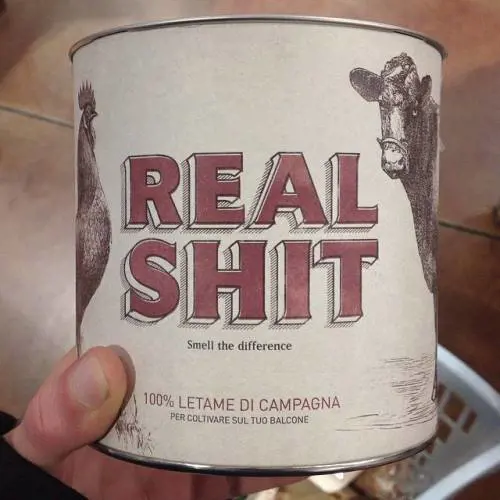 REAL
SHIT
Smell the difference
100% LETAME DI CAMPAGNA
PER COLTIVARE SUL TUO BALCONE